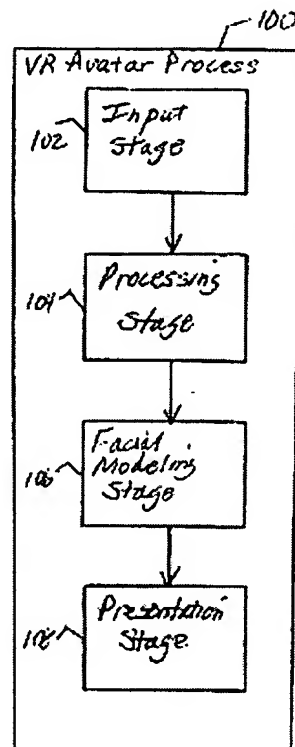 100
VR Avatar Process
Input
Stage
102
Processing
Stage
104
Facial
Modeling
Stage
106
Presentation
Stage
108